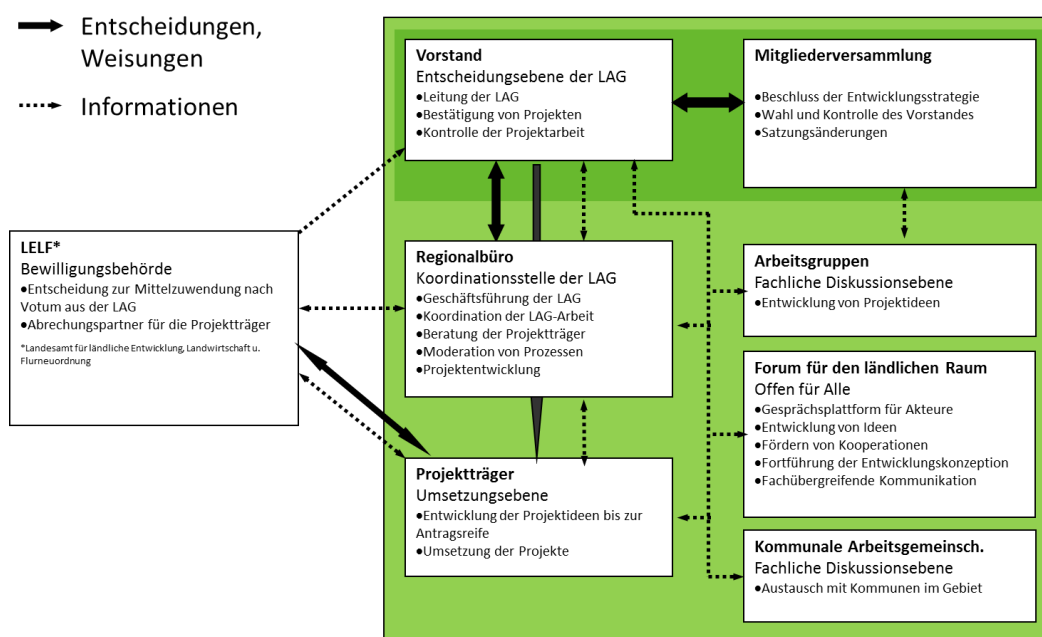 Entscheidungen,
Weisungen
Informationen
Vorstand
Entscheidungsebene der LAG
●Leitung der LAG
●Bestätigung von Projekten
●Kontrolle der Projektarbeit
Mitgliederversammlung
●Beschluss der Entwicklungsstrategie
●Wahl und Kontrolle des Vorstandes
●Satzungsänderungen
LELF*
Bewilligungsbehörde
●Entscheidung zur Mittelzuwendung nach
Votum aus der LAG
●Abrechungspartner für die Projektträger
*Landesamt für ländliche Entwicklung, Landwirtschaft u.
Flurneuordnung
Regionalbüro
Koordinationsstelle der LAG
●Geschäftsführung der LAG
●Koordination der LAG-Arbeit
●Beratung der Projektträger
●Moderation von Prozessen
●Projektentwicklung
Arbeitsgruppen
Fachliche Diskussionsebene
●Entwicklung von Projektideen
Forum für den ländlichen Raum
Offen für Alle
●Gesprächsplattform für Akteure
●Entwicklung von Ideen
●Fördern von Kooperationen
●Fortführung der Entwicklungskonzeption
●Fachübergreifende Kommunikation
Projektträger
Umsetzungsebene
●Entwicklung der Projektideen bis zur
Antragsreife
●Umsetzung der Projekte
Kommunale Arbeitsgemeinsch.
Fachliche Diskussionsebene
●Austausch mit Kommunen im Gebiet